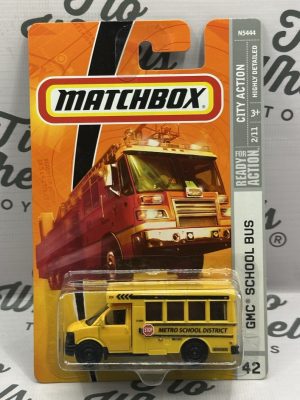 MATCHBOX
N5444
CITY ACTION
HIGHLY DETAILED
3+
2/11
READY FOR ACTION
GMC® SCHOOL BUS
42
STOP
METRO SCHOOL DISTRICT